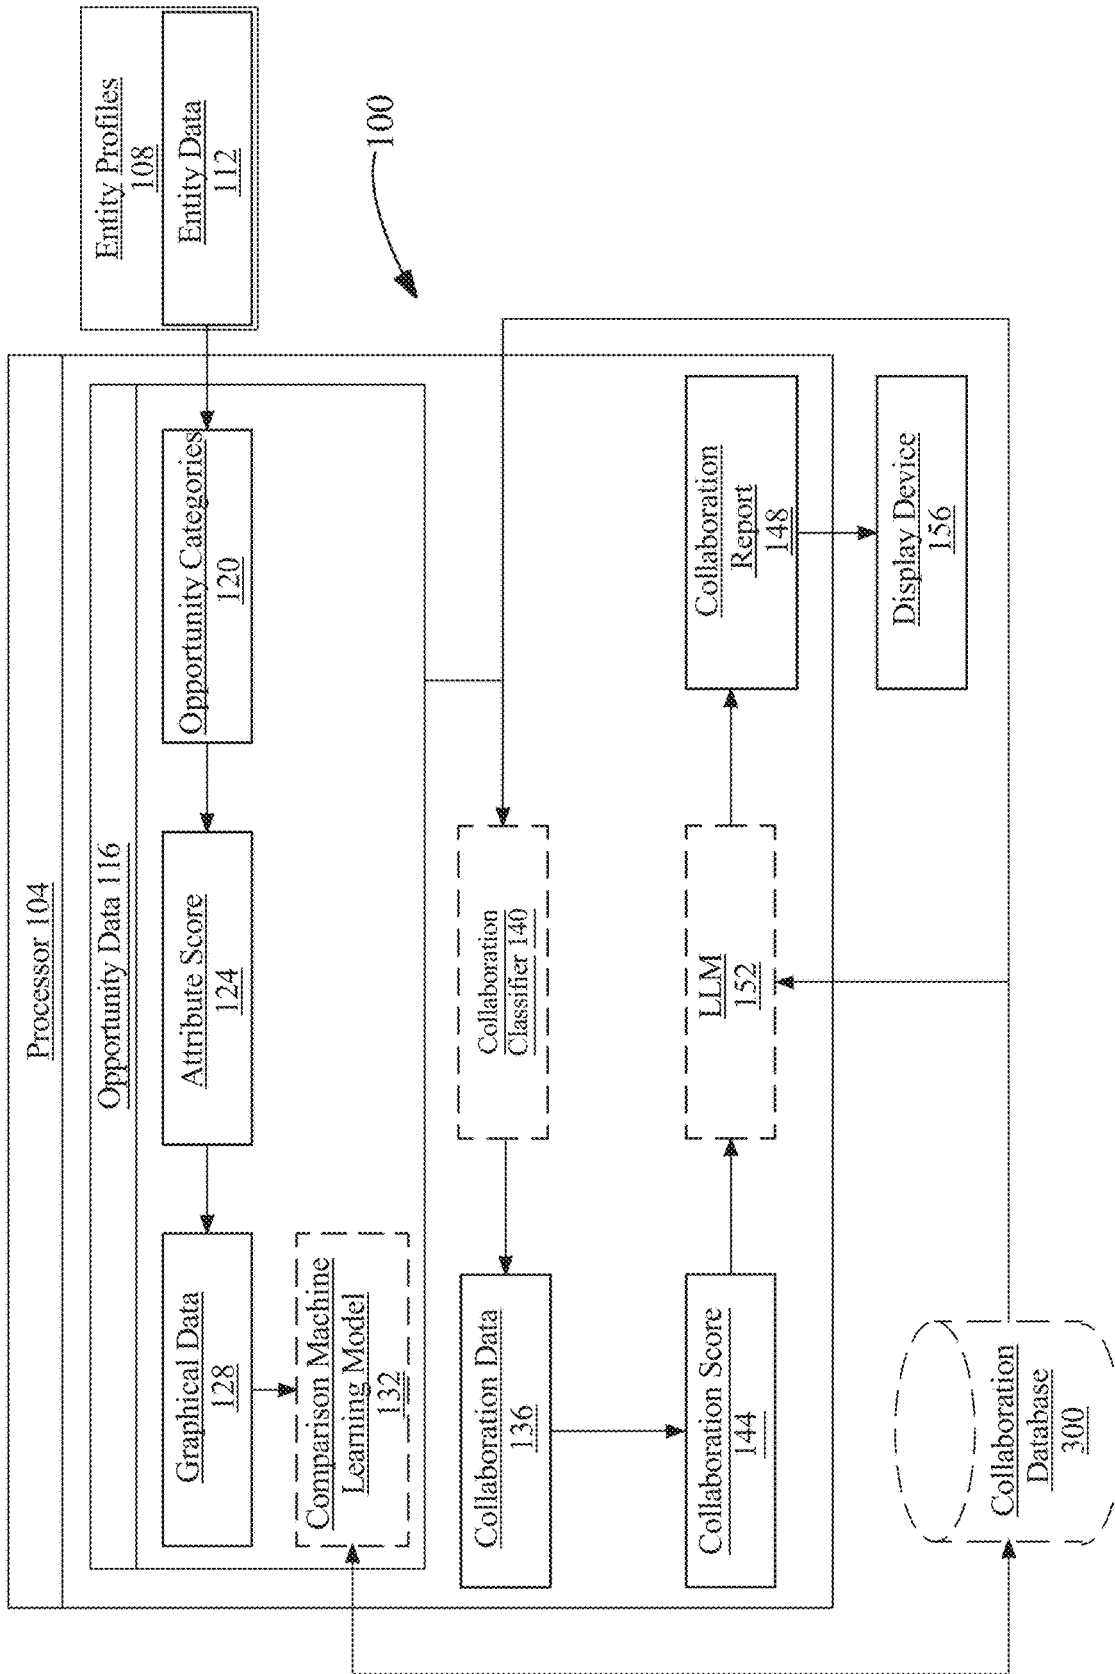 Entity Profiles
108
Entity Data
112
100
Processor 104
Opportunity Data 116
Opportunity Categories
120
Attribute Score
124
Graphical Data
128
Comparison Machine
Learning Model
132
Collaboration
Classifier 140
Collaboration Data
136
Collaboration Score
144
LLM
152
Collaboration
Report
148
Display Device
156
Collaboration
Database
300